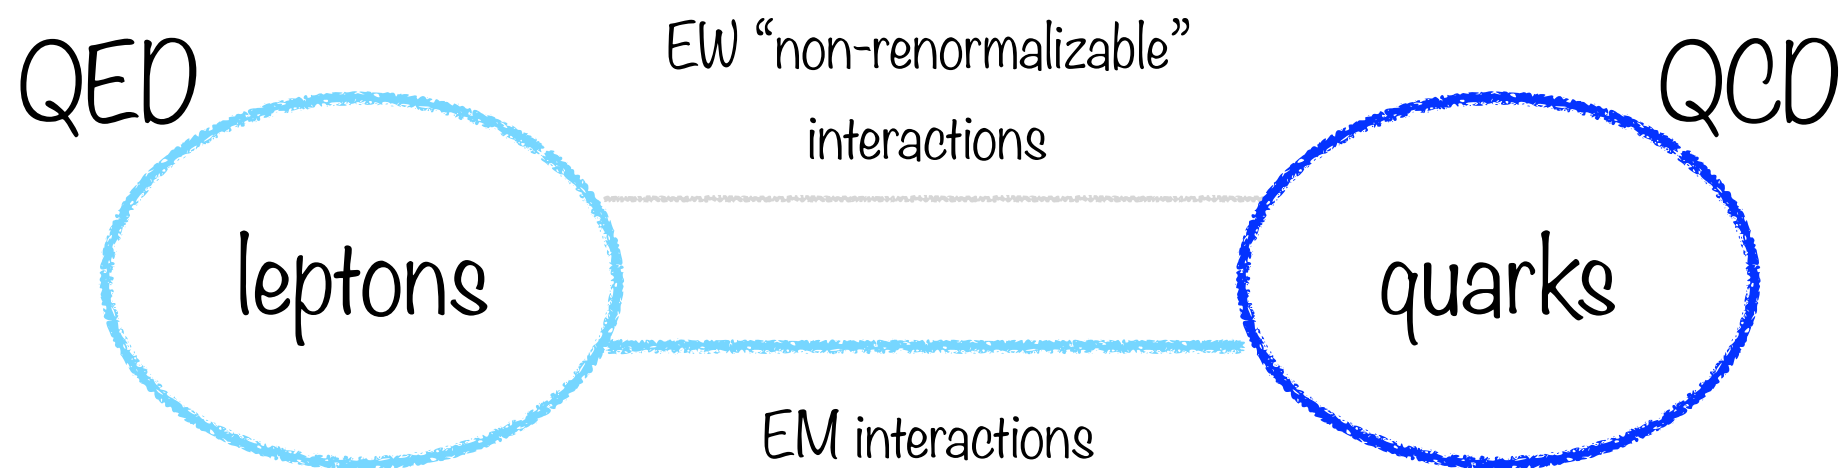 QED
EW “non-renormalizable”
interactions
QCD
leptons
quarks
EM interactions